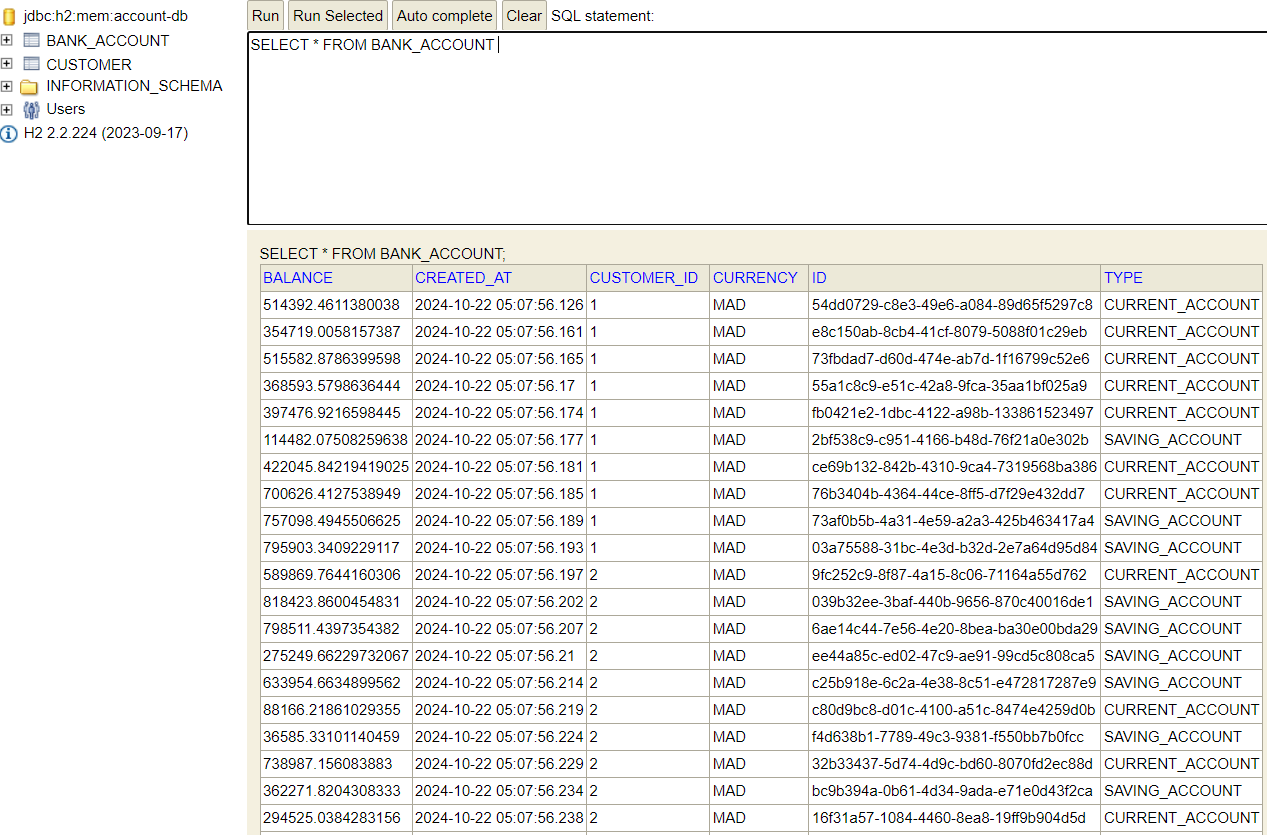 jdbc:h2:mem:account-db
BANK_ACCOUNT
CUSTOMER
INFORMATION_SCHEMA
Users
H2 2.2.224 (2023-09-17)
Run Run Selected Auto complete Clear SQL statement:
SELECT * FROM BANK_ACCOUNT
SELECT * FROM BANK_ACCOUNT;
BALANCE CREATED_AT CUSTOMER_ID CURRENCY ID TYPE
514392.4611380038 2024-10-22 05:07:56.126 1 MAD 54dd0729-c8e3-49e6-a084-89d65f5297c8 CURRENT_ACCOUNT
354719.0058157387 2024-10-22 05:07:56.161 1 MAD e8c150ab-8cb4-41cf-8079-5088f01c29eb CURRENT_ACCOUNT
515582.8786399598 2024-10-22 05:07:56.165 1 MAD 73fbdad7-d60d-474e-ab7d-1f16799c52e6 CURRENT_ACCOUNT
368593.5798636444 2024-10-22 05:07:56.17 1 MAD 55a1c8c9-e51c-42a8-9fca-35aa1bf025a9 CURRENT_ACCOUNT
397476.9216598445 2024-10-22 05:07:56.174 1 MAD fb0421e2-1dbc-4122-a98b-133861523497 CURRENT_ACCOUNT
114482.07508259638 2024-10-22 05:07:56.177 1 MAD 2bf538c9-c951-4166-b48d-76f21a0e302b SAVING_ACCOUNT
422045.84219419025 2024-10-22 05:07:56.181 1 MAD ce69b132-842b-4310-9ca4-7319568ba386 CURRENT_ACCOUNT
700626.4127538949 2024-10-22 05:07:56.185 1 MAD 76b3404b-4364-44ce-8ff5-d7f29e432dd7 CURRENT_ACCOUNT
757098.4945506625 2024-10-22 05:07:56.189 1 MAD 73af0b5b-4a31-4e59-a2a3-425b463417a4 SAVING_ACCOUNT
795903.3409229117 2024-10-22 05:07:56.193 1 MAD 03a75588-31bc-4e3d-b32d-2e7a64d95d84 SAVING_ACCOUNT
589869.7644160306 2024-10-22 05:07:56.197 2 MAD 9fc252c9-8f87-4a15-8c06-71164a55d762 CURRENT_ACCOUNT
818423.8600454831 2024-10-22 05:07:56.202 2 MAD 039b32ee-3baf-440b-9656-870c40016de1 SAVING_ACCOUNT
798511.4397354382 2024-10-22 05:07:56.207 2 MAD 6ae14c44-7e56-4e20-8bea-ba30e00bda29 SAVING_ACCOUNT
275249.66229732067 2024-10-22 05:07:56.21 2 MAD ee44a85c-ed02-47c9-ae91-99cd5c808ca5 SAVING_ACCOUNT
633954.6634899562 2024-10-22 05:07:56.214 2 MAD c25b918e-6c2a-4e38-8c51-e472817287e9 SAVING_ACCOUNT
88166.21861029355 2024-10-22 05:07:56.219 2 MAD c80d9bc8-d01c-4100-a51c-8474e4259d0b CURRENT_ACCOUNT
36585.33101140459 2024-10-22 05:07:56.224 2 MAD f4d638b1-7789-49c3-9381-f550bb7b0fcc SAVING_ACCOUNT
738987.156083883 2024-10-22 05:07:56.229 2 MAD 32b33437-5d74-4d9c-bd60-8070fd2ec88d CURRENT_ACCOUNT
362271.8204308333 2024-10-22 05:07:56.234 2 MAD bc9b394a-0b61-4d34-9ada-e71e0d43f2ca SAVING_ACCOUNT
294525.0384283156 2024-10-22 05:07:56.238 2 MAD 16f31a57-1084-4460-8ea8-19ff9b904d5d CURRENT_ACCOUNT